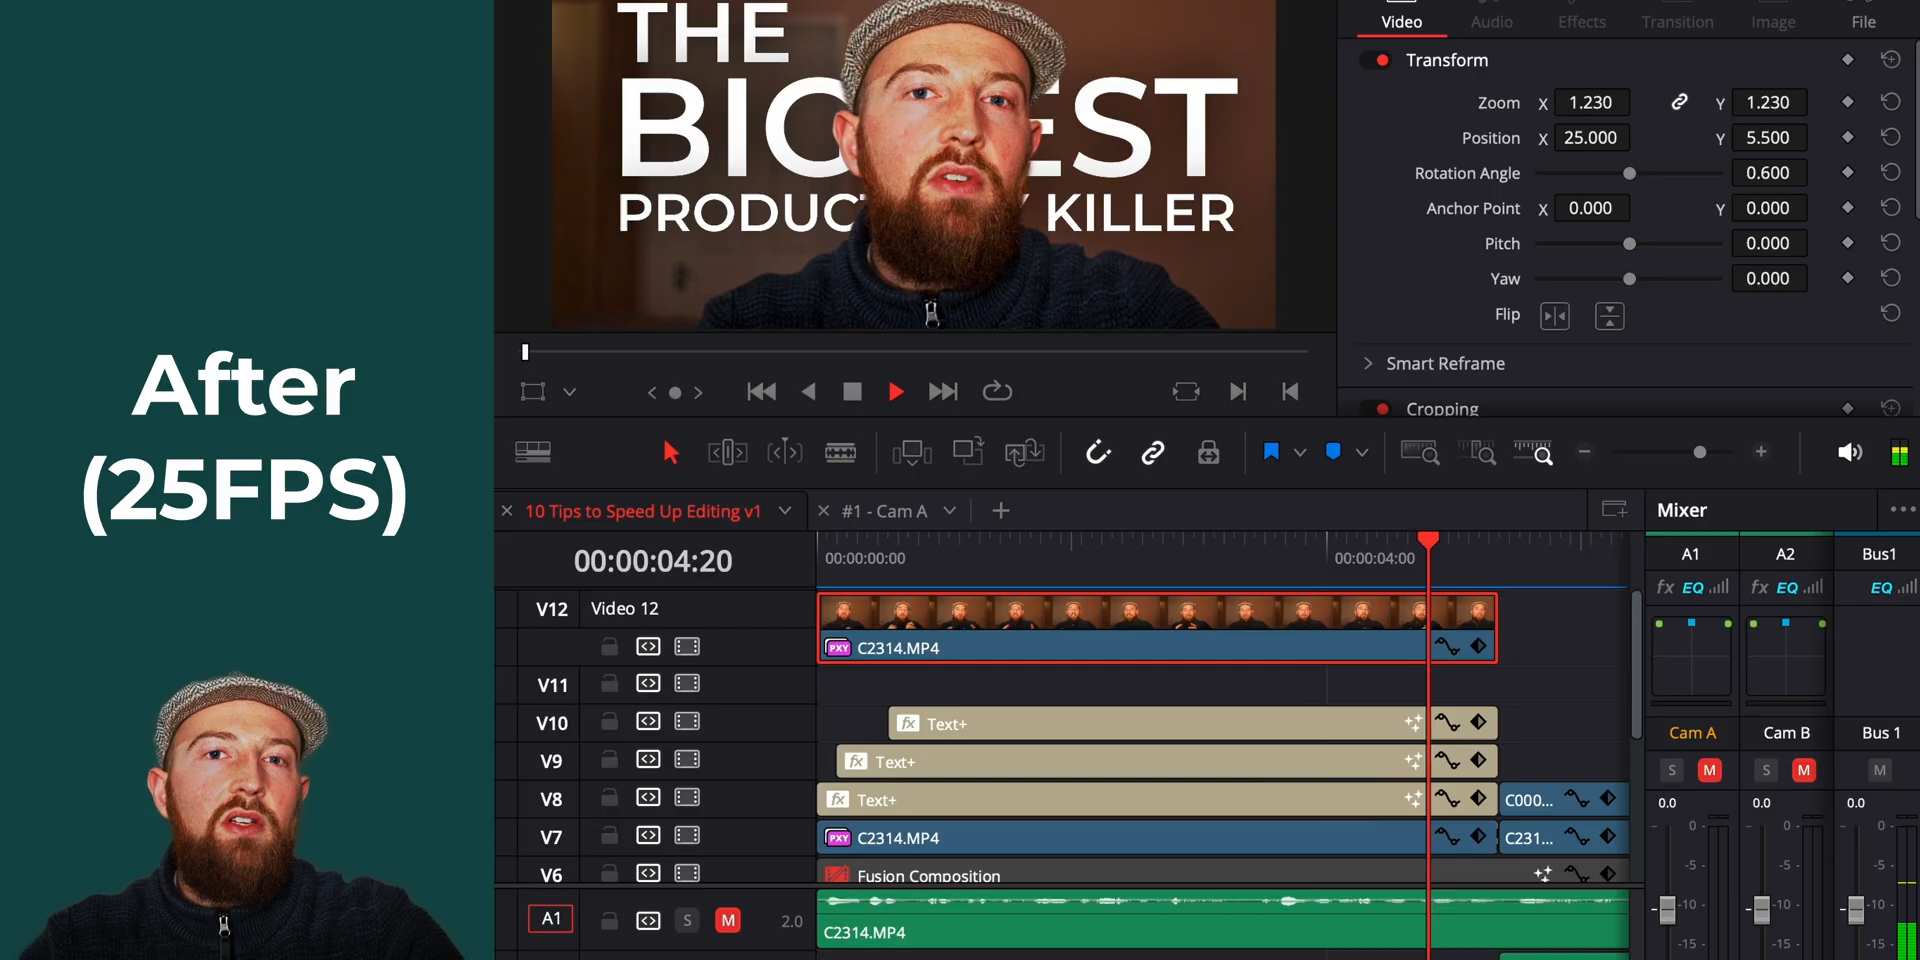 After
(25FPS)
THE
BIGGEST
PRODUC Y KILLER
Video
Audio
Effects
Transition
Image
File
Transform
Zoom X 1.230 Y 1.230
Position X 25.000 Y 5.500
Rotation Angle 0.600
Anchor Point X 0.000 Y 0.000
Pitch 0.000
Yaw 0.000
Flip
Smart Reframe
Cropping
10 Tips to Speed Up Editing v1
#1 - Cam A
Mixer
00:00:04:20
00:00:00:00
00:00:04:00
V12 Video 12
PXY C2314.MP4
V11
V10
fx Text+
V9
fx Text+
V8
fx Text+
C000...
V7
PXY C2314.MP4
C231...
V6
Fusion Composition
A1 S M 2.0
C2314.MP4
A1 A2 Bus1
fx EQ fx EQ EQ
Cam A Cam B Bus 1
S M S M M
0.0 0.0 0.0
0 0 0
-5 -5 -5
-10 -10 -10
-15 -15 -15